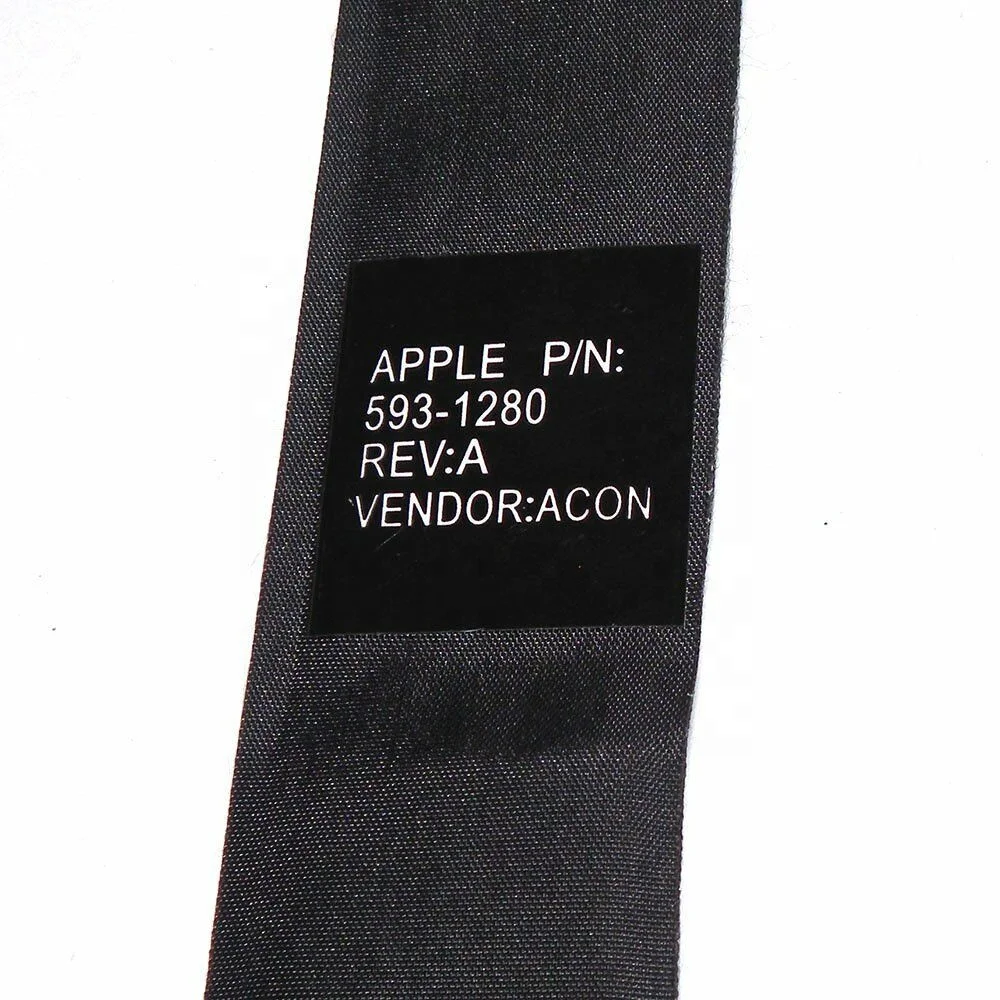 APPLE P/N:
593-1280
REV:A
VENDOR:ACON